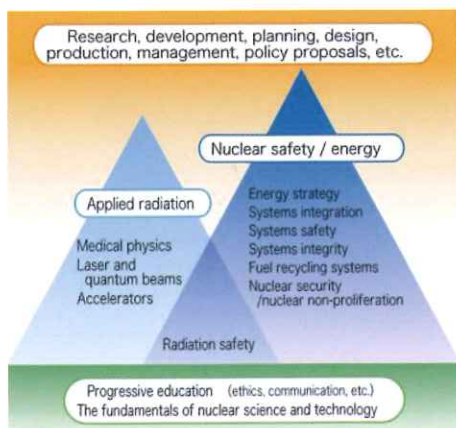 Research, development, planning, design,
production, management, policy proposals, etc.
Nuclear safety / energy
Applied radiation
Medical physics
Laser and
quantum beams
Accelerators
Energy strategy
Systems integration
Systems safety
Systems integrity
Fuel recycling systems
Nuclear security
/nuclear non-proliferation
Radiation safety
Progressive education (ethics, communication, etc.)
The fundamentals of nuclear science and technology